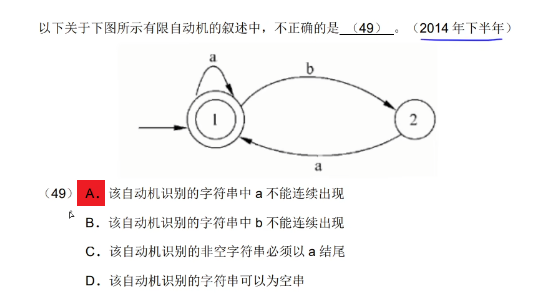 以下关于下图所示有限自动机的叙述中，不正确的是 （49） 。（2014 年下半年）
a
b
1
2
a
（49） A．该自动机识别的字符串中 a 不能连续出现
B．该自动机识别的字符串中 b 不能连续出现
C．该自动机识别的非空字符串必须以 a 结尾
D．该自动机识别的字符串可以为空串